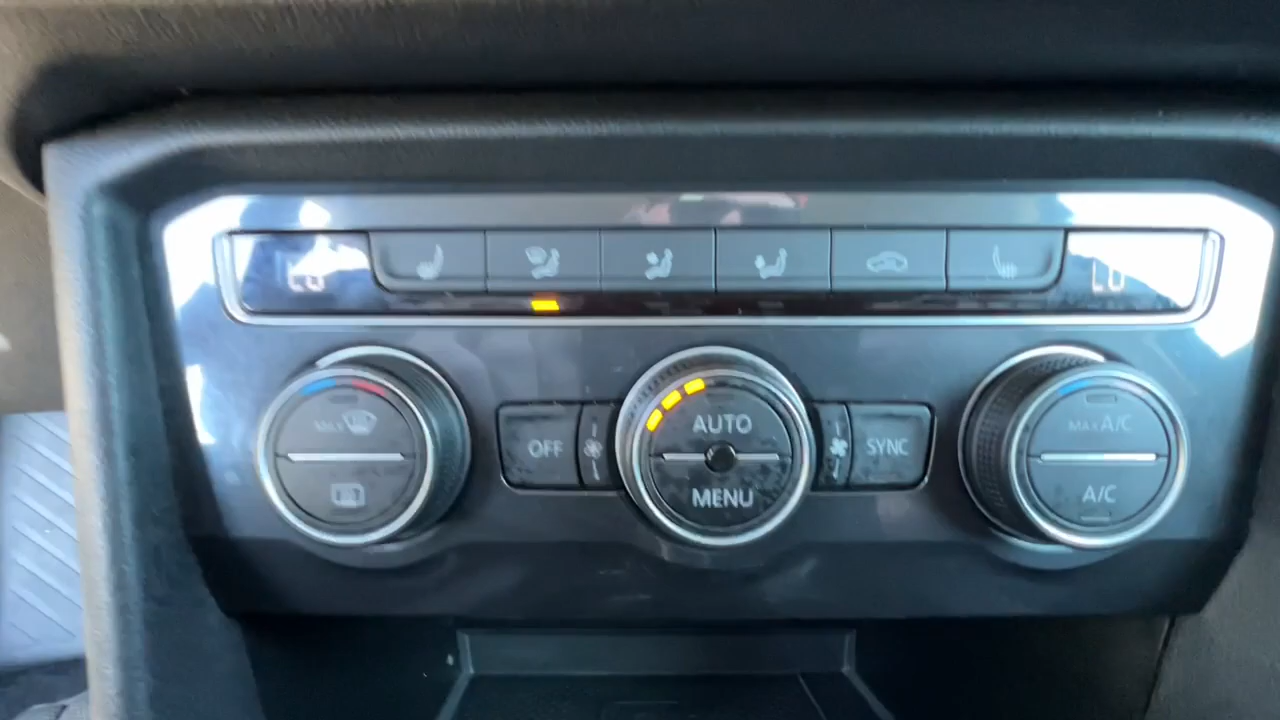 LO
LO
MAX
OFF
AUTO
MENU
SYNC
MAX A/C
A/C